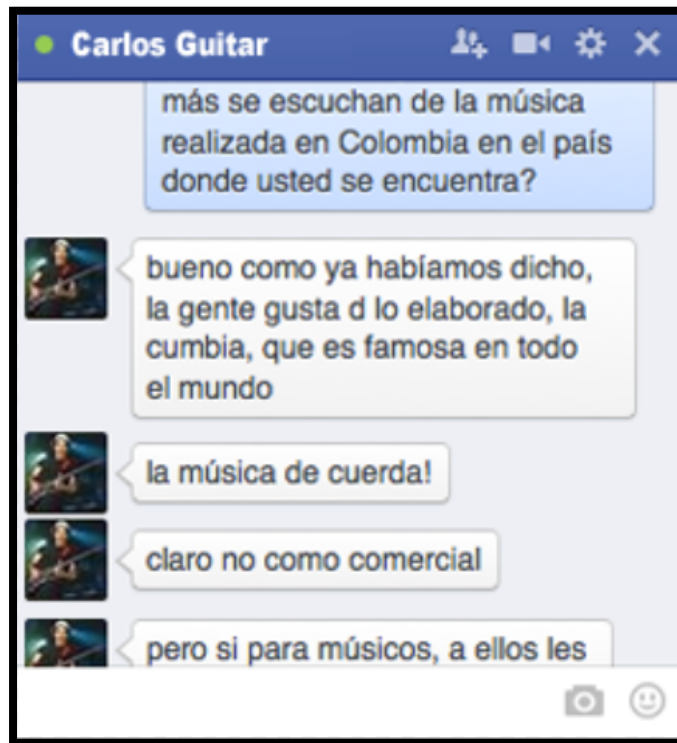 Carlos Guitar
más se escuchan de la música
realizada en Colombia en el país
donde usted se encuentra?
bueno como ya habíamos dicho,
la gente gusta d lo elaborado, la
cumbia, que es famosa en todo
el mundo
la música de cuerda!
claro no como comercial
pero si para músicos, a ellos les